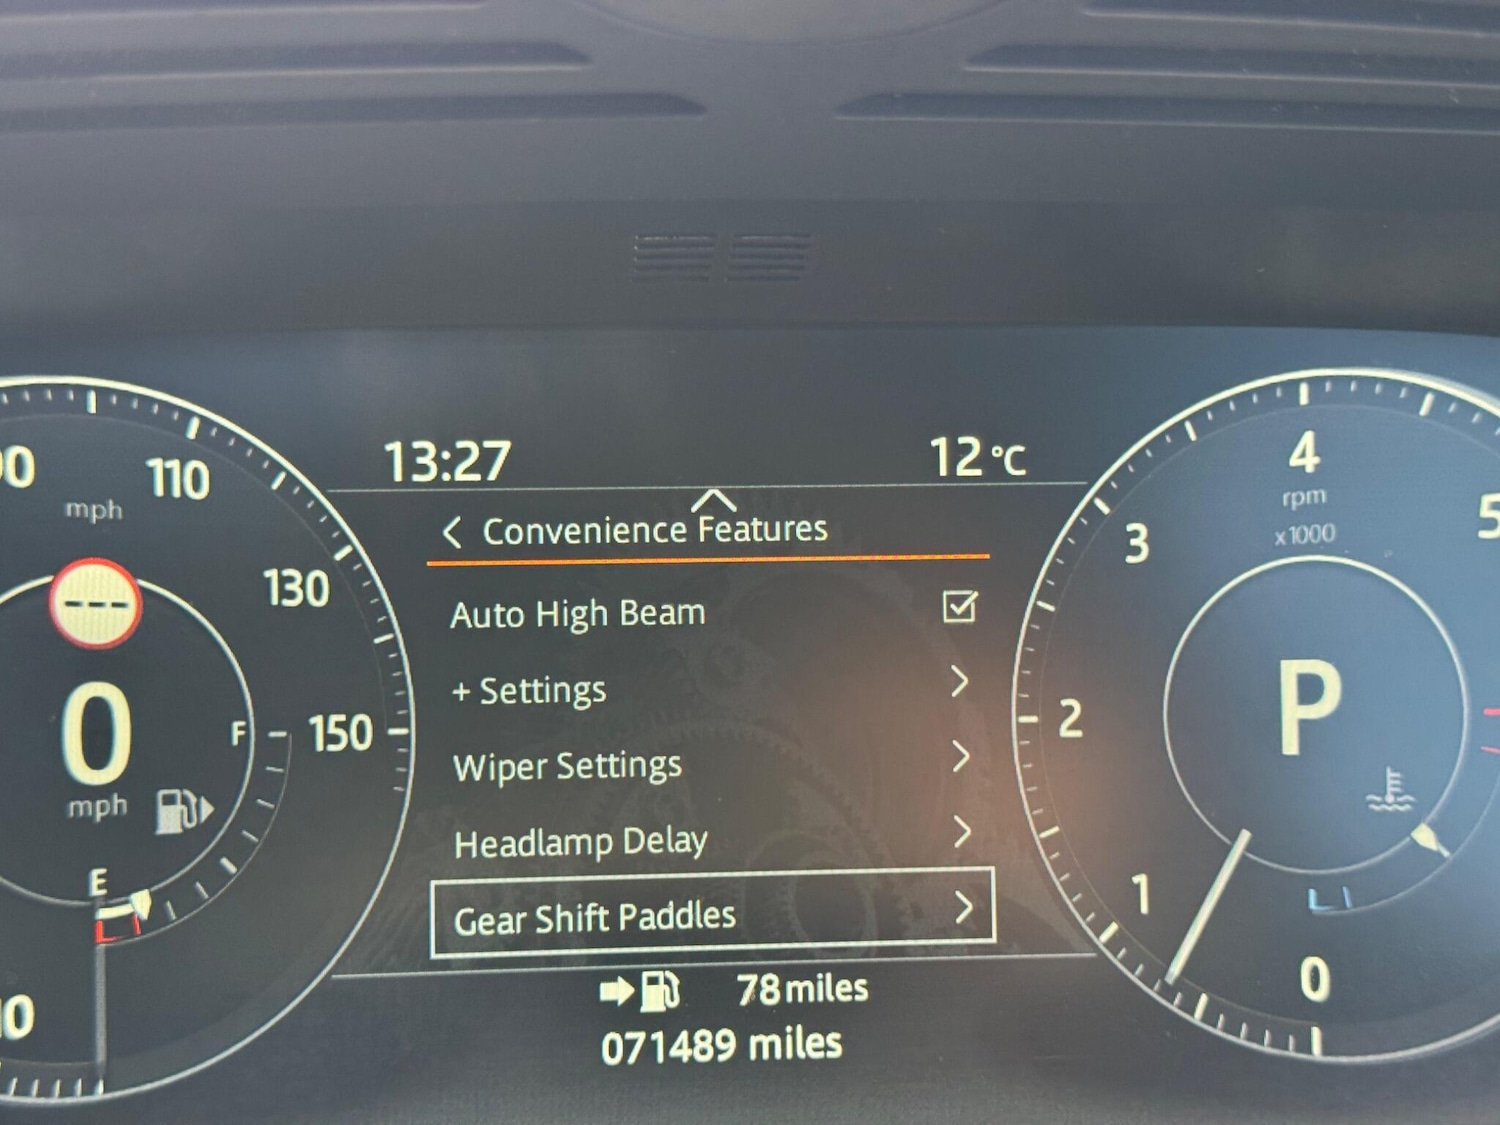 13:27
12°C
Convenience Features
Auto High Beam
+ Settings
Wiper Settings
Headlamp Delay
Gear Shift Paddles
78 miles
071489 miles
110
mph
130
150
---
0
mph
F
E
10
4
rpm
x1000
3
5
2
P
1
0